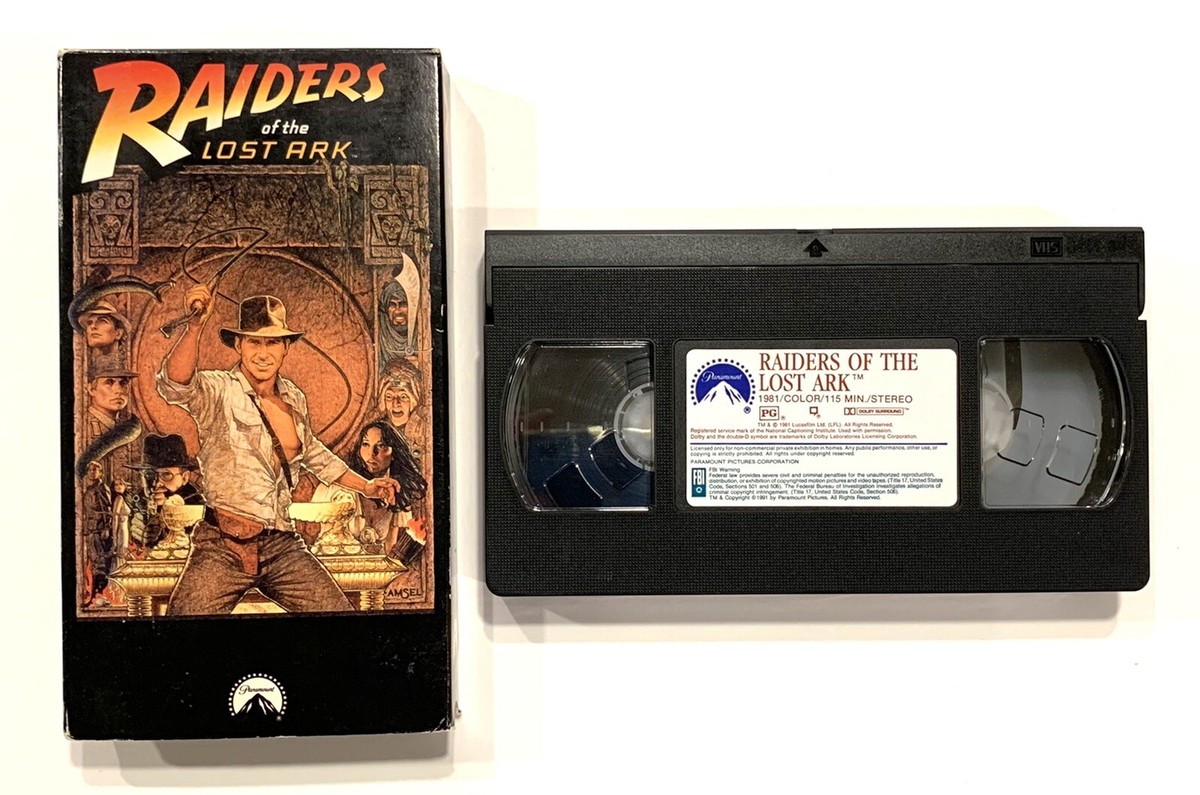 RAIDERS
of the
LOST ARK
AMSEL
Paramount
®
VHS
Paramount
®
RAIDERS OF THE
LOST ARK™
1981/COLOR/115 MIN./STEREO
PG® ® DOLBY SURROUND™
TM & © 1981 Lucasfilm Ltd. (LFL). All Rights Reserved.
Registered service mark of the National Captioning Institute. Used with permission.
Dolby and the double-D symbol are trademarks of Dolby Laboratories Licensing Corporation.
Licensed only for non-commercial private exhibition in homes. Any public performance, other use, or
copying is strictly prohibited. All rights under copyright reserved.
PARAMOUNT PICTURES CORPORATION
FBI
FBI Warning
Federal law provides severe civil and criminal penalties for the unauthorized reproduction,
distribution, or exhibition of copyrighted motion pictures and video tapes. (Title 17, United States
Code, Sections 501 and 506). The Federal Bureau of Investigation investigates allegations of
criminal copyright infringement. (Title 17, United States Code, Section 506).
TM & Copyright © 1991 by Paramount Pictures. All Rights Reserved.